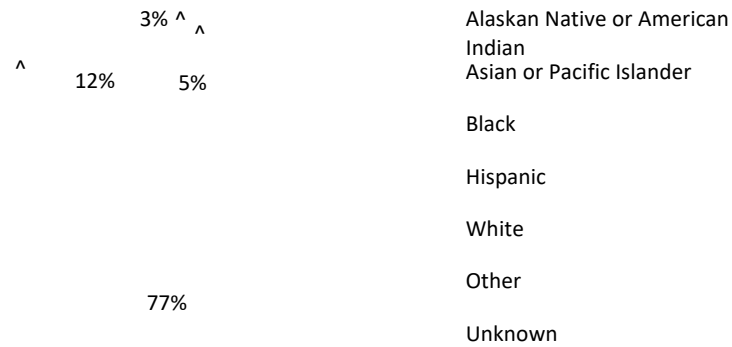 3% ^ ^
^ 12% 5%
77%
Alaskan Native or American
Indian
Asian or Pacific Islander
Black
Hispanic
White
Other
Unknown